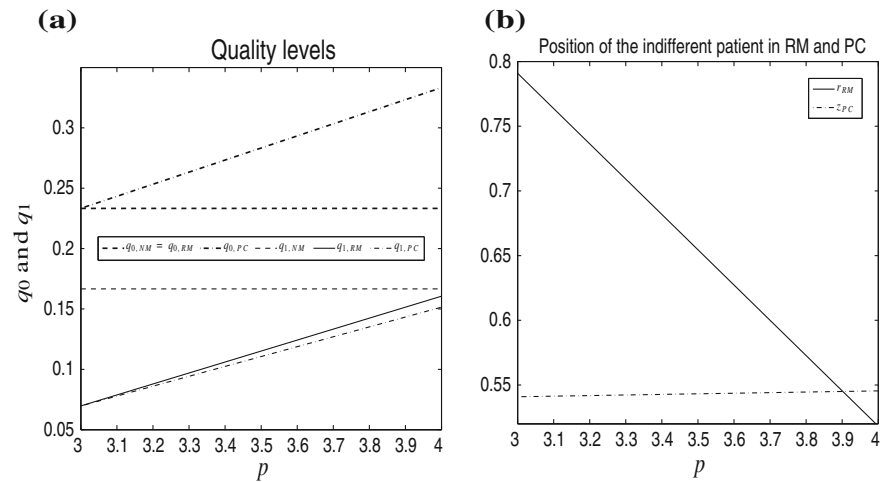 (a)
Quality levels
0.3
0.25
0.2
0.15
0.1
0.05
q0 and q1
q0,NM = q0,RM q0,PC q1,NM q1,RM q1,PC
3 3.1 3.2 3.3 3.4 3.5 3.6 3.7 3.8 3.9 4
p
(b)
Position of the indifferent patient in RM and PC
0.8
0.75
0.7
0.65
0.6
0.55
rRM
zPC
3 3.1 3.2 3.3 3.4 3.5 3.6 3.7 3.8 3.9 4
p